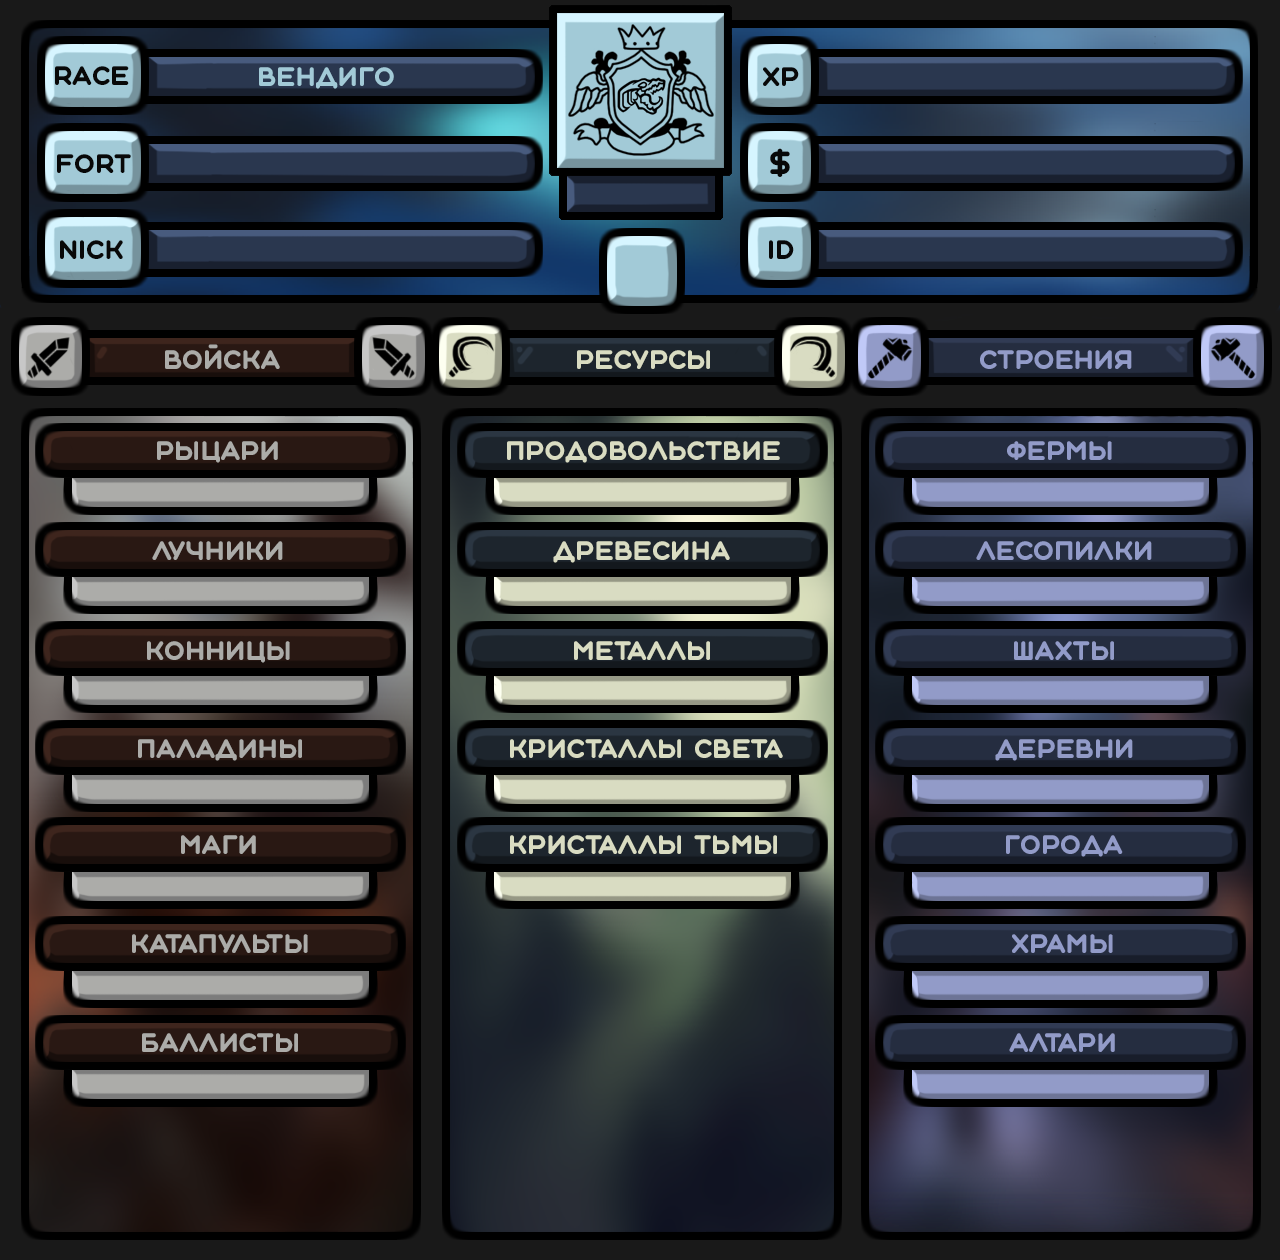 RACE ВЕНДИГО
FORT
NICK
XP
$
ID
ВОЙСКА
РЫЦАРИ
ЛУЧНИКИ
КОННИЦЫ
ПАЛАДИНЫ
МАГИ
КАТАПУЛЬТЫ
БАЛЛИСТЫ
РЕСУРСЫ
ПРОДОВОЛЬСТВИЕ
ДРЕВЕСИНА
МЕТАЛЛЫ
КРИСТАЛЛЫ СВЕТА
КРИСТАЛЛЫ ТЬМЫ
СТРОЕНИЯ
ФЕРМЫ
ЛЕСОПИЛКИ
ШАХТЫ
ДЕРЕВНИ
ГОРОДА
ХРАМЫ
АЛТАРИ